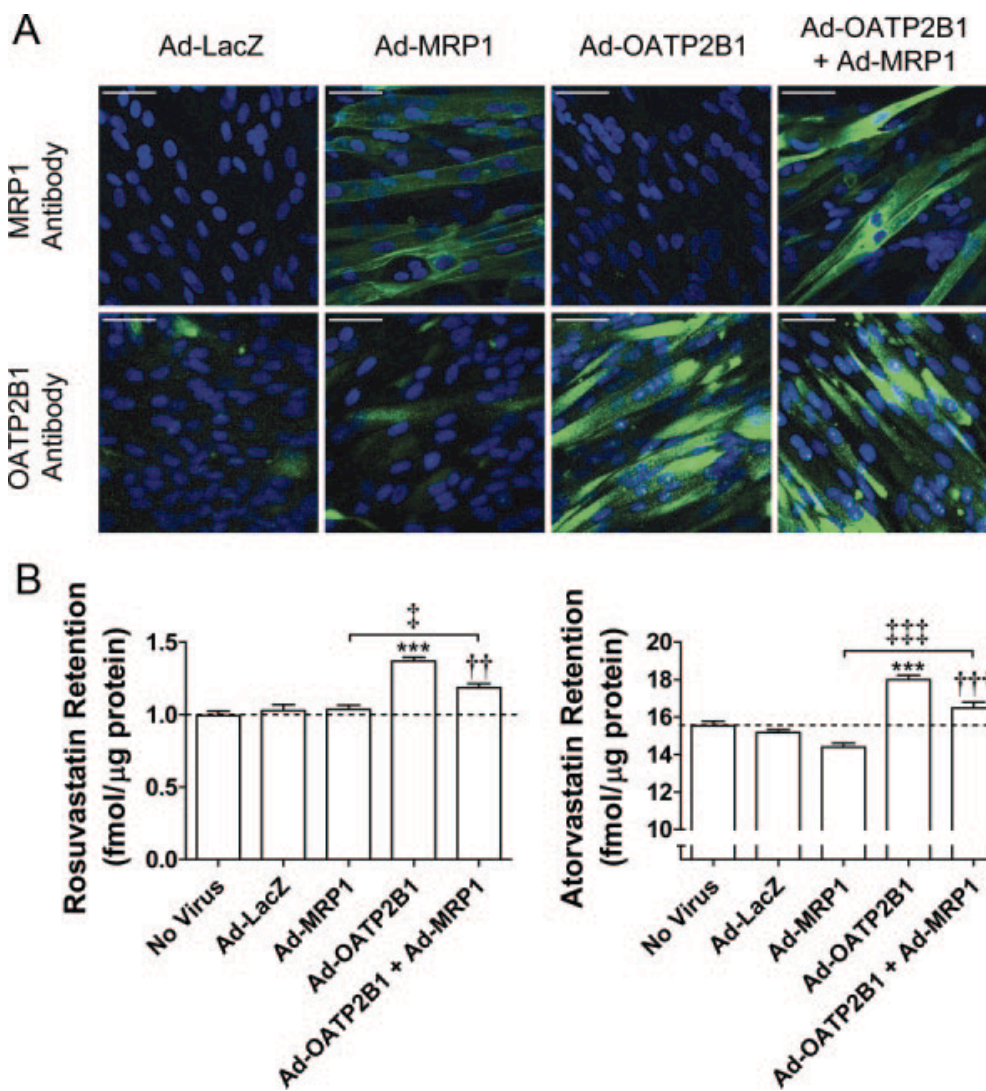 A
Ad-LacZ
Ad-MRP1
Ad-OATP2B1
Ad-OATP2B1
+ Ad-MRP1
MRP1
Antibody
OATP2B1
Antibody
B
Rosuvastatin Retention
(fmol/µg protein)
1.5
1.0
0.5
0.0
‡
***
††
No Virus
Ad-LacZ
Ad-MRP1
Ad-OATP2B1
Ad-OATP2B1 + Ad-MRP1
Atorvastatin Retention
(fmol/µg protein)
20
18
16
14
12
10
‡‡‡
***
†††
No Virus
Ad-LacZ
Ad-MRP1
Ad-OATP2B1
Ad-OATP2B1 + Ad-MRP1